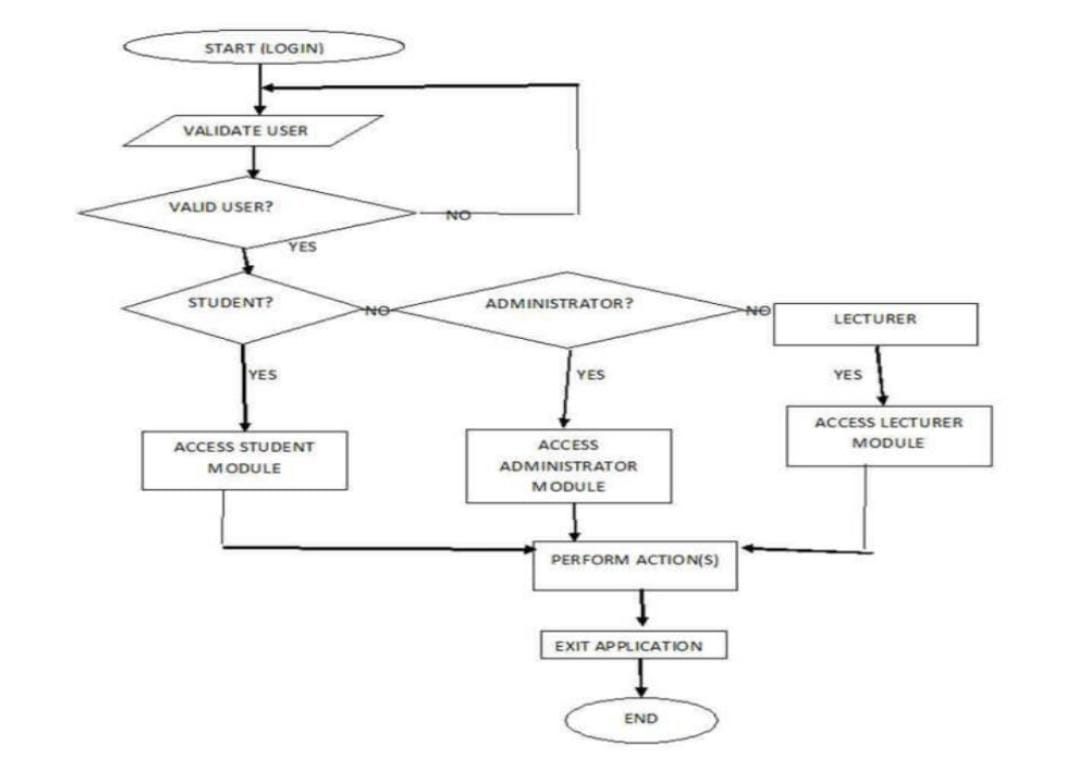 START (LOGIN)
VALIDATE USER
VALID USER?
NO
YES
STUDENT?
NO
ADMINISTRATOR?
NO
LECTURER
YES
YES
YES
ACCESS STUDENT
MODULE
ACCESS
ADMINISTRATOR
MODULE
ACCESS LECTURER
MODULE
PERFORM ACTION(S)
EXIT APPLICATION
END